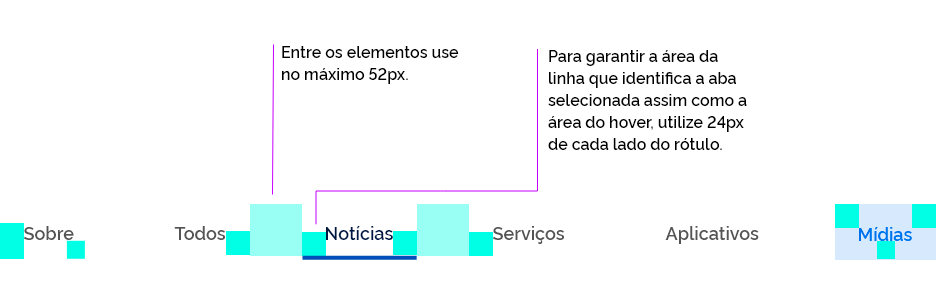 Entre os elementos use
no máximo 52px.
Para garantir a área da
linha que identifica a aba
selecionada assim como a
área do hover, utilize 24px
de cada lado do rótulo.
Sobre
Todos
Notícias
Serviços
Aplicativos
Mídias